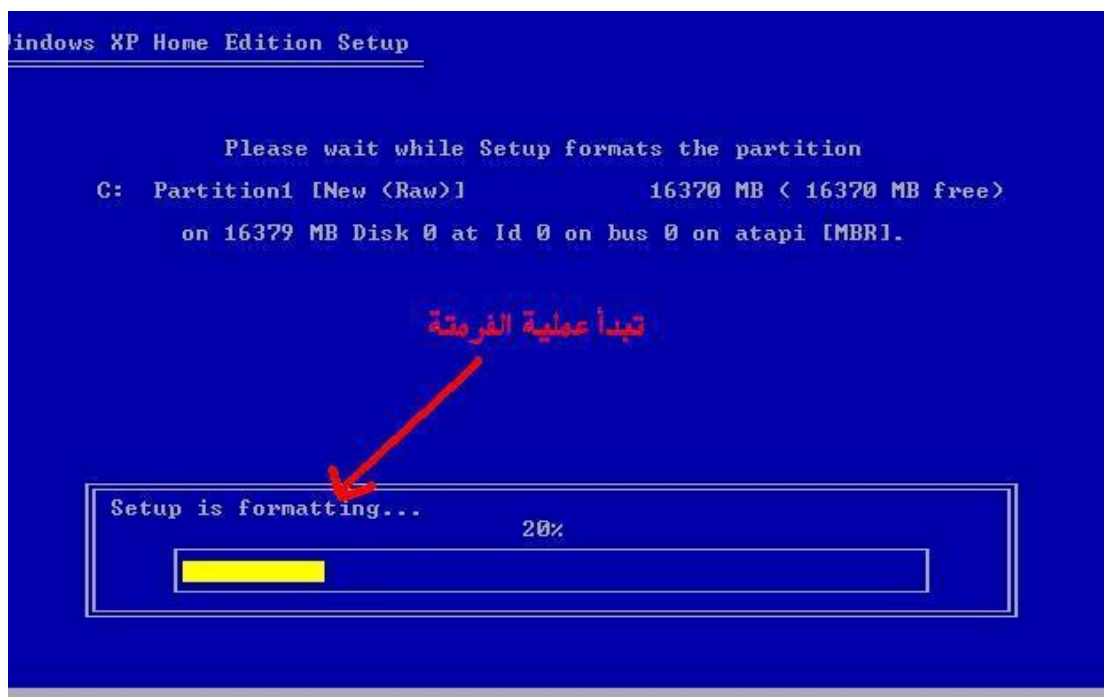 Windows XP Home Edition Setup
Please wait while Setup formats the partition
C: Partition1 [New (Raw)] 16370 MB ( 16370 MB free)
on 16379 MB Disk 0 at Id 0 on bus 0 on atapi [MBR].
تبدأ عملية الفرمتة
Setup is formatting...
20%